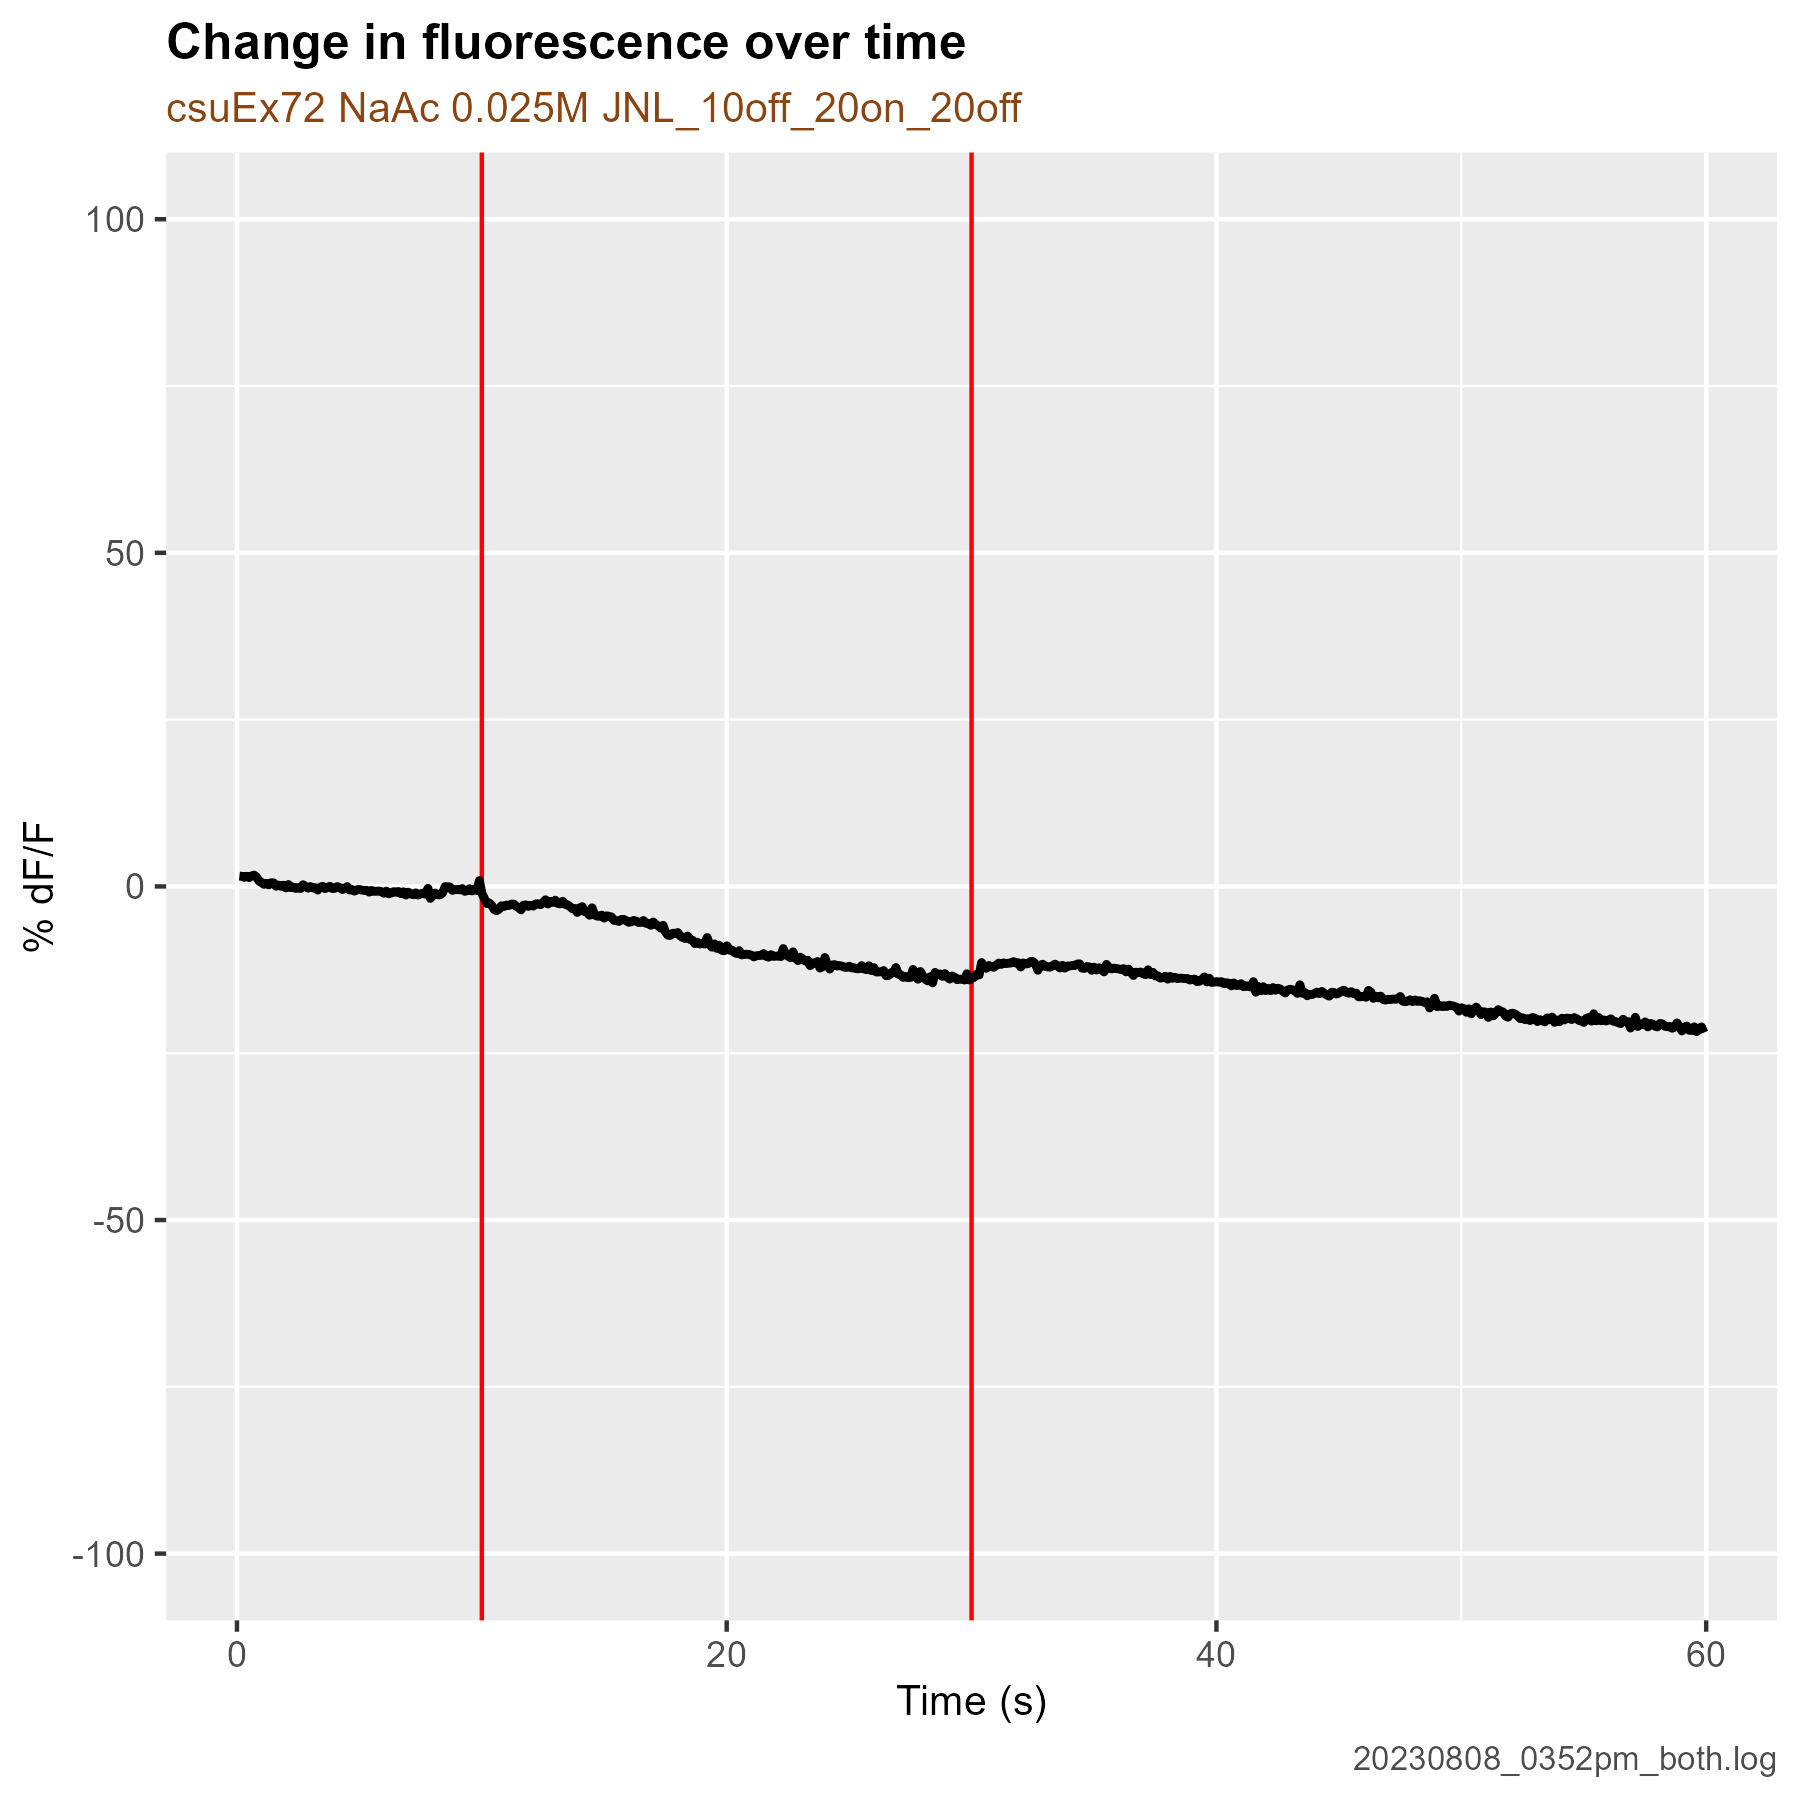 Change in fluorescence over time
csuEx72 NaAc 0.025M JNL_10off_20on_20off
100
50
0
-50
-100
% dF/F
0 20 40 60
Time (s)
20230808_0352pm_both.log